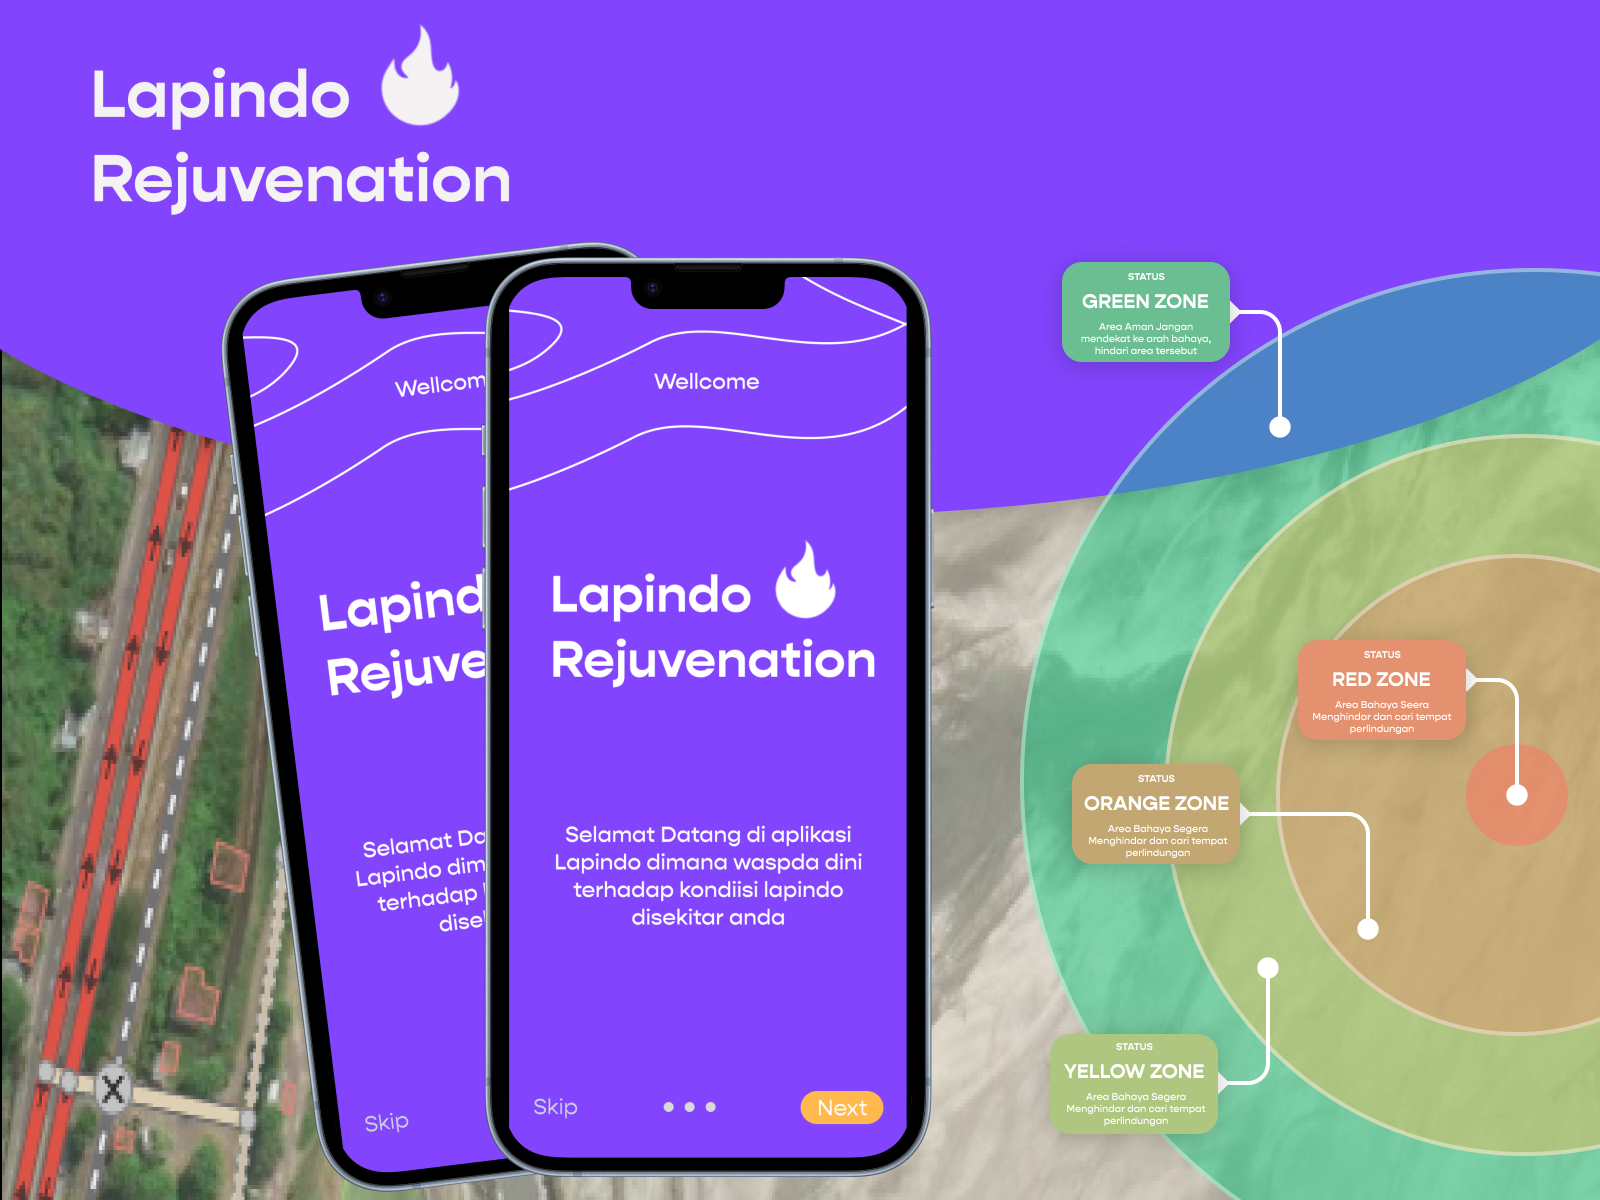 Lapindo
Rejuvenation
Wellcom
Lapind
Rejuve
Selamat Da
Lapindo dim
terhadap
dise
Skip
Wellcome
Lapindo
Rejuvenation
Selamat Datang di aplikasi
Lapindo dimana waspda dini
terhadap kondiisi lapindo
disekitar anda
Skip
Next
STATUS
GREEN ZONE
Area Aman Jangan
mendekat ke arah bahaya,
hindari area tersebut
STATUS
RED ZONE
Area Bahaya Seera
Menghindar dan cari tempat
perlindungan
STATUS
ORANGE ZONE
Area Bahaya Segera
Menghindar dan cari tempat
perlindungan
STATUS
YELLOW ZONE
Area Bahaya Segera
Menghindar dan cari tempat
perlindungan
X